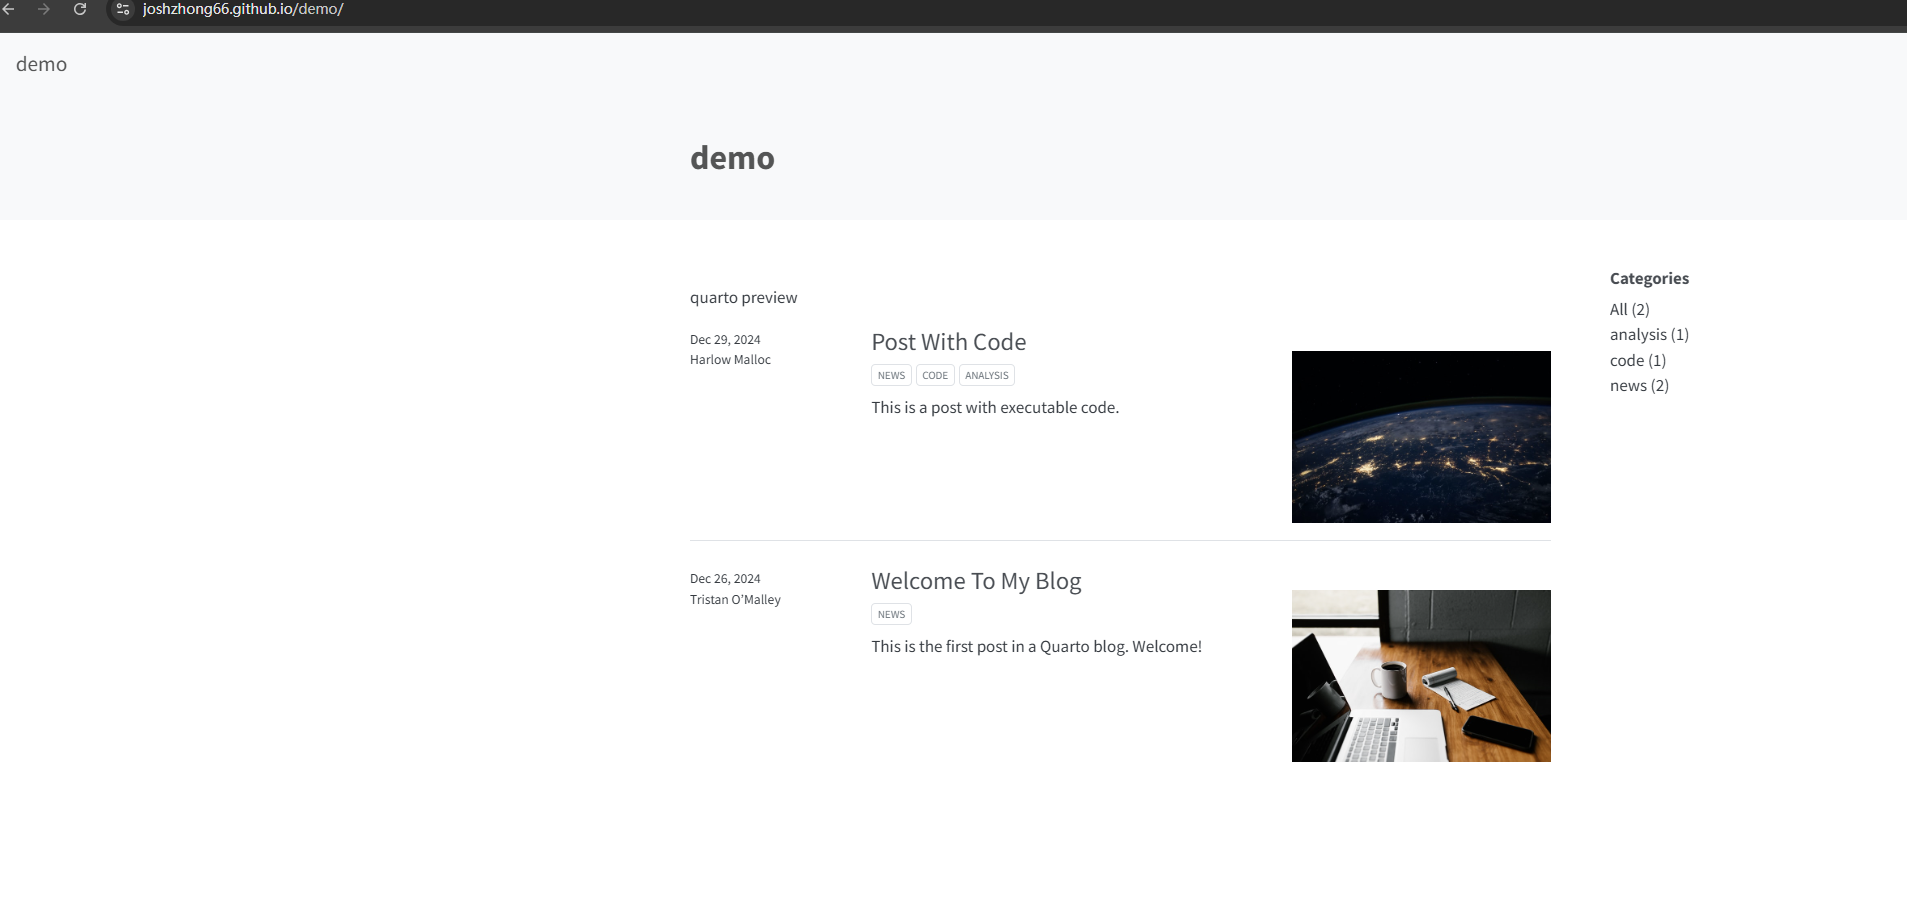 joshzhong66.github.io/demo/
demo
demo
quarto preview
Dec 29, 2024
Harlow Malloc
Post With Code
NEWS CODE ANALYSIS
This is a post with executable code.
Dec 26, 2024
Tristan O’Malley
Welcome To My Blog
NEWS
This is the first post in a Quarto blog. Welcome!
Categories
All (2)
analysis (1)
code (1)
news (2)